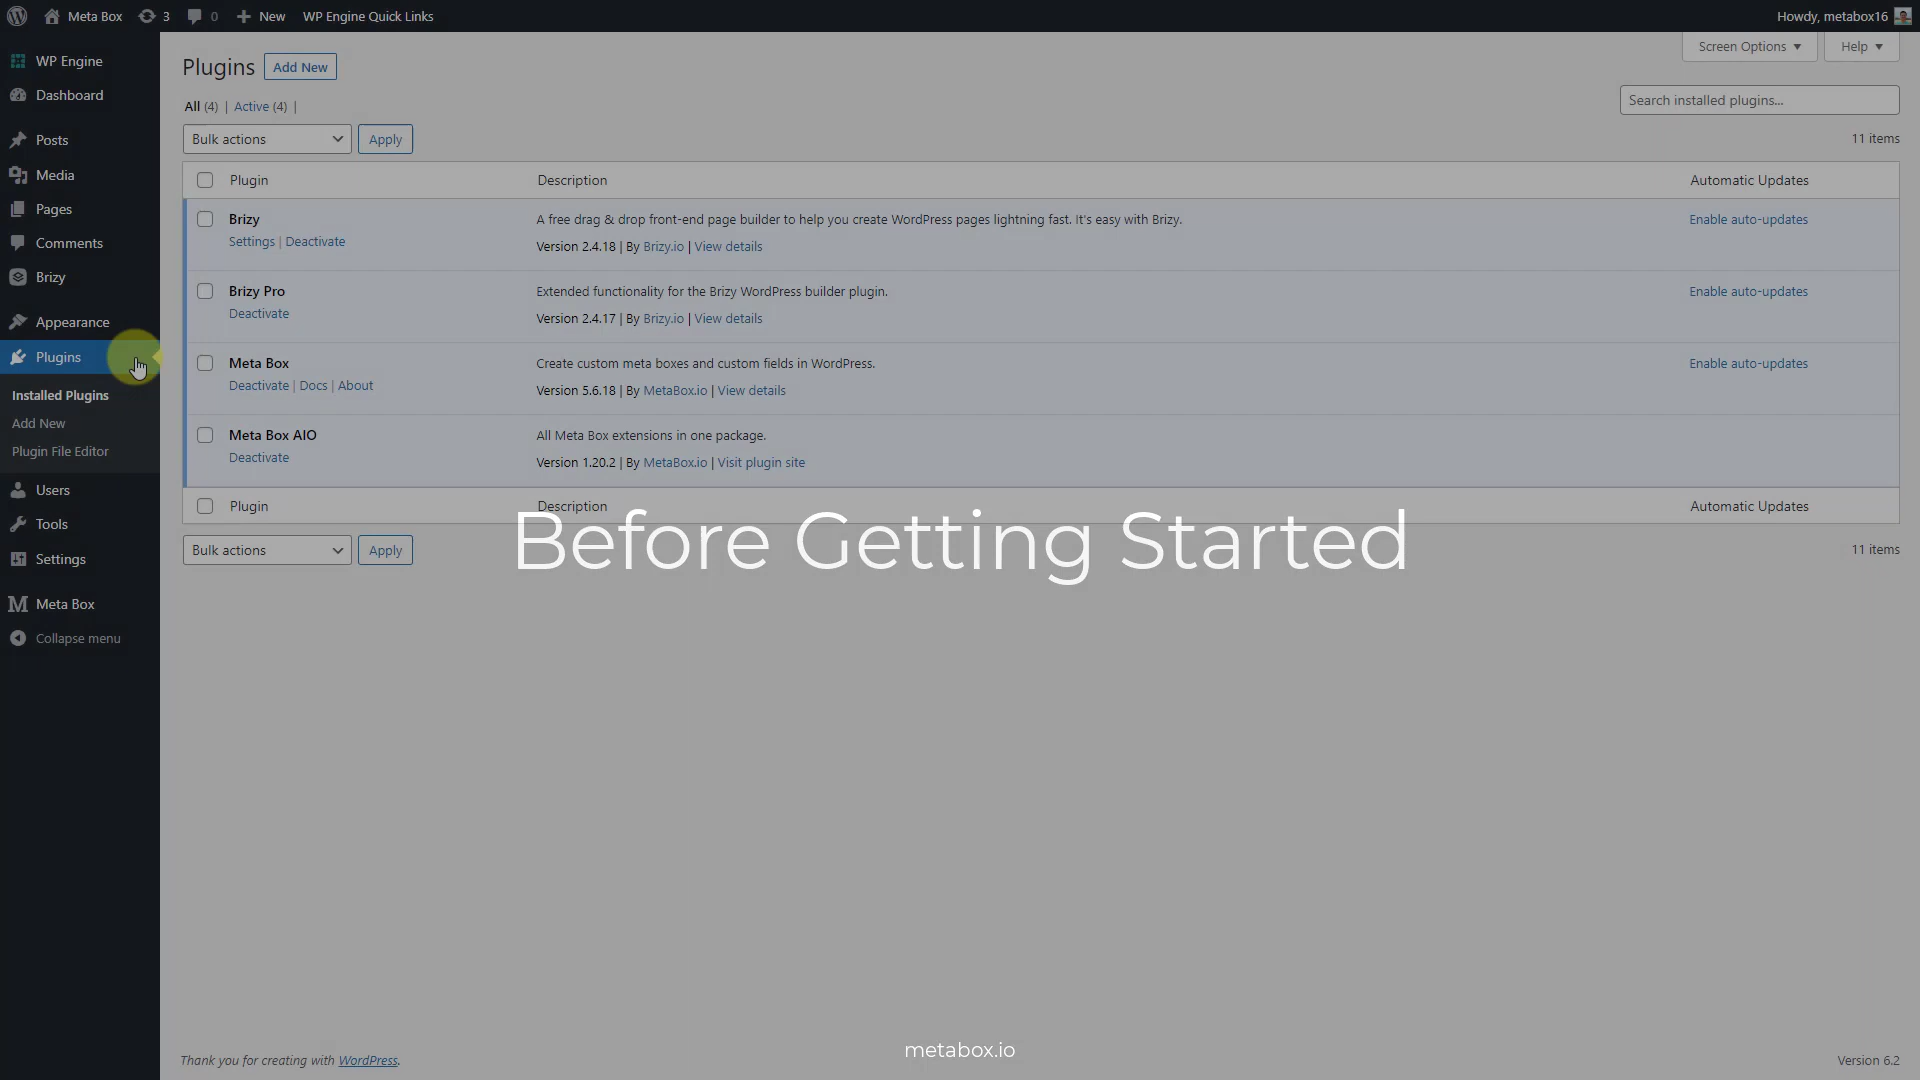 Meta Box
3
0
New
WP Engine Quick Links
Howdy, metabox16
WP Engine
Dashboard
Posts
Media
Pages
Comments
Brizy
Appearance
Plugins
Installed Plugins
Add New
Plugin File Editor
Users
Tools
Settings
Meta Box
Collapse menu
Screen Options
Help
Plugins
Add New
All (4) | Active (4) |
Search installed plugins...
Bulk actions
Apply
11 items
Plugin
Description
Automatic Updates
Brizy
Settings | Deactivate
A free drag & drop front-end page builder to help you create WordPress pages lightning fast. It's easy with Brizy.
Version 2.4.18 | By Brizy.io | View details
Enable auto-updates
Brizy Pro
Deactivate
Extended functionality for the Brizy WordPress builder plugin.
Version 2.4.17 | By Brizy.io | View details
Enable auto-updates
Meta Box
Deactivate | Docs | About
Create custom meta boxes and custom fields in WordPress.
Version 5.6.18 | By MetaBox.io | View details
Enable auto-updates
Meta Box AIO
Deactivate
All Meta Box extensions in one package.
Version 1.20.2 | By MetaBox.io | Visit plugin site
Plugin
Description
Automatic Updates
Bulk actions
Apply
11 items
Before Getting Started
metabox.io
Thank you for creating with WordPress.
Version 6.2